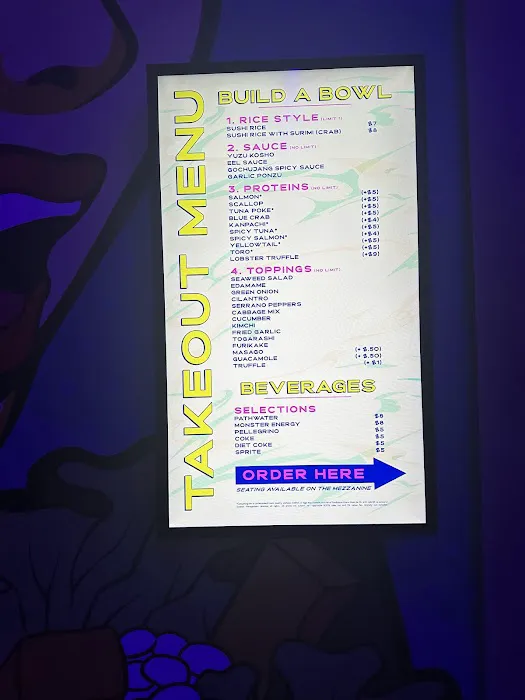 TAKEOUT MENU
BUILD A BOWL
1. RICE STYLE (LIMIT 1)
SUSHI RICE $7
SUSHI RICE WITH SURIMI (CRAB) $8
2. SAUCE (NO LIMIT)
YUZU KOSHO
EEL SAUCE
GOCHUJANG SPICY SAUCE
GARLIC PONZU
3. PROTEINS (NO LIMIT)
SALMON* (+$5)
SCALLOP (+$5)
TUNA POKE* (+$5)
BLUE CRAB (+$5)
KANPACHI* (+$4)
SPICY TUNA* (+$5)
SPICY SALMON* (+$4)
YELLOWTAIL* (+$5)
TORO* (+$5)
LOBSTER TRUFFLE (+$9)
4. TOPPINGS (NO LIMIT)
SEAWEED SALAD
EDAMAME
GREEN ONION
CILANTRO
SERRANO PEPPERS
CABBAGE MIX
CUCUMBER
KIMCHI
FRIED GARLIC
TOGARASHI
FURIKAKE
MASAGO (+ $.50)
GUACAMOLE (+ $.50)
TRUFFLE (+ $1)
BEVERAGES
SELECTIONS
PATHWATER $8
MONSTER ENERGY $8
PELLEGRINO $5
COKE $5
DIET COKE $5
SPRITE $5
ORDER HERE
SEATING AVAILABLE ON THE MEZZANINE